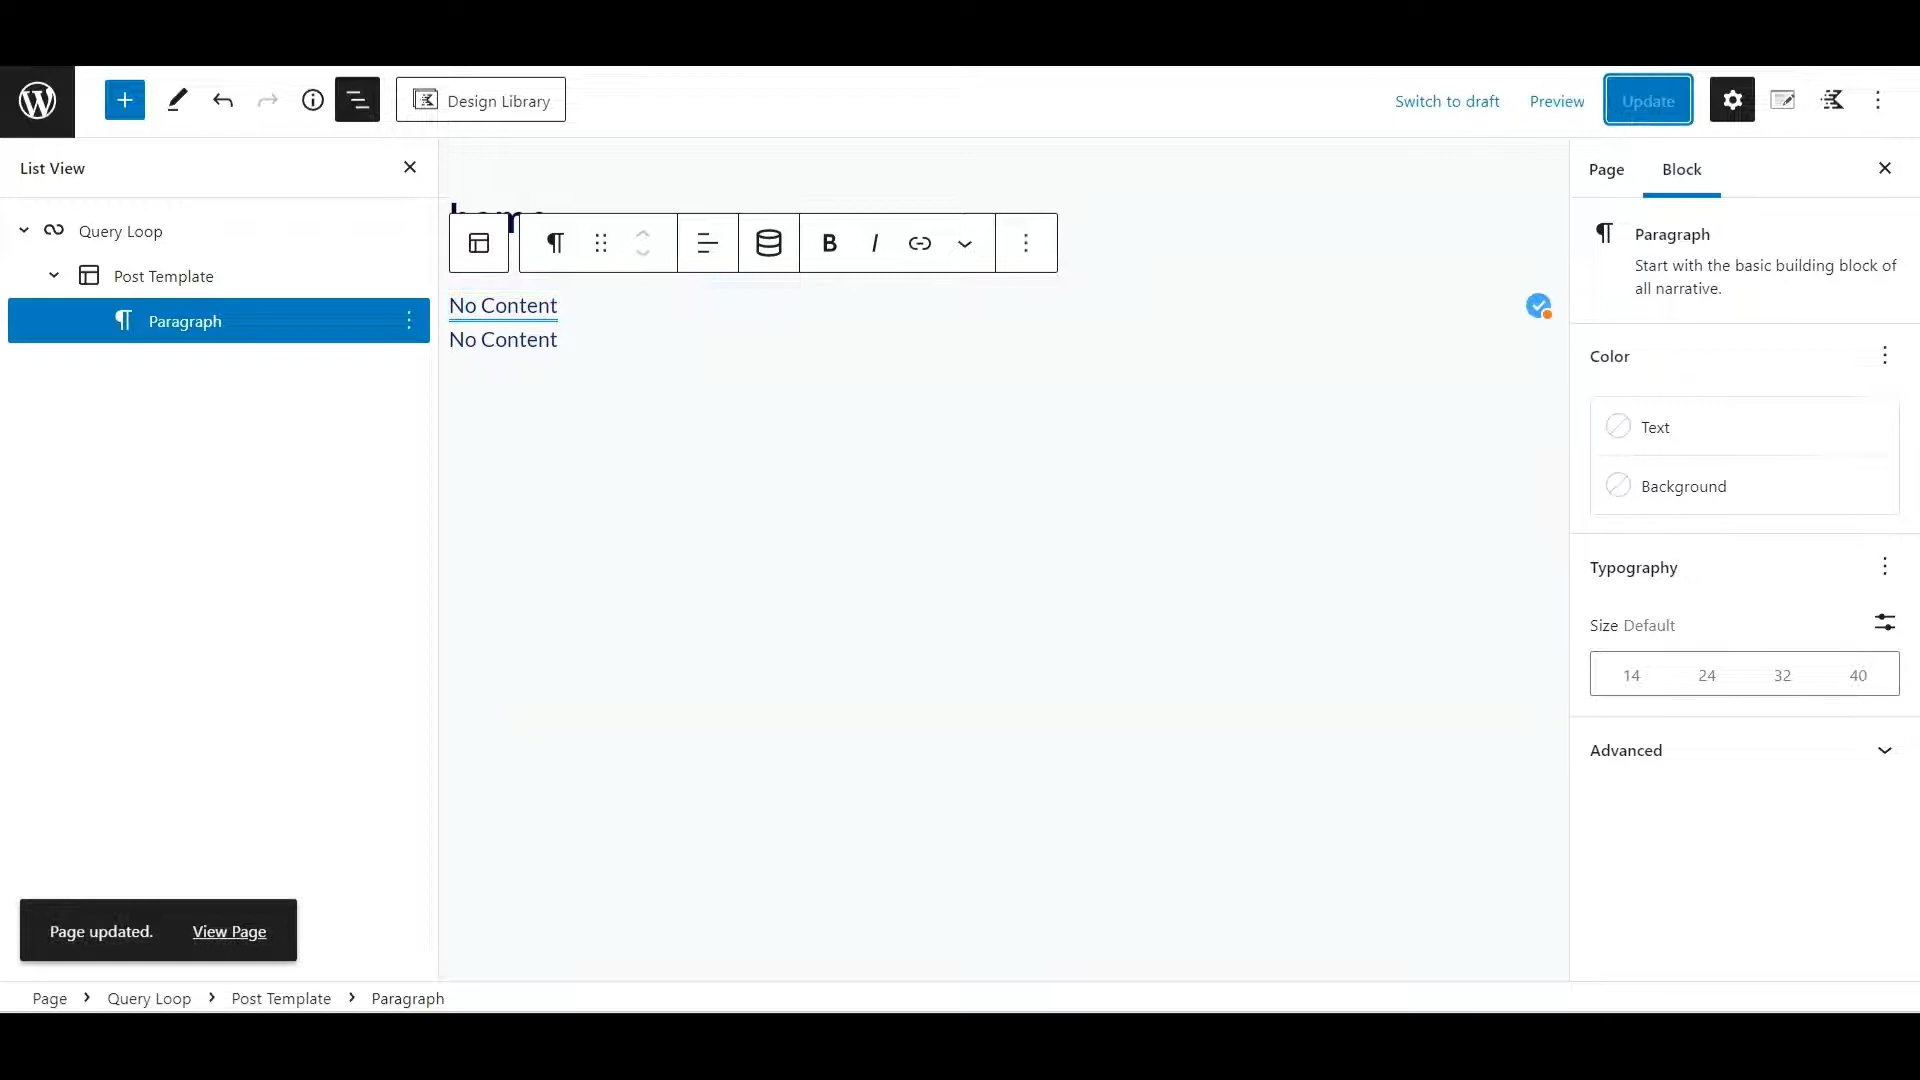 Design Library
Switch to draft
Preview
Update
List View
Page
Block
Query Loop
Post Template
Paragraph
home
B I
No Content
No Content
Paragraph
Start with the basic building block of
all narrative.
Color
Text
Background
Typography
Size Default
14 24 32 40
Advanced
Page updated. View Page
Page Query Loop Post Template Paragraph